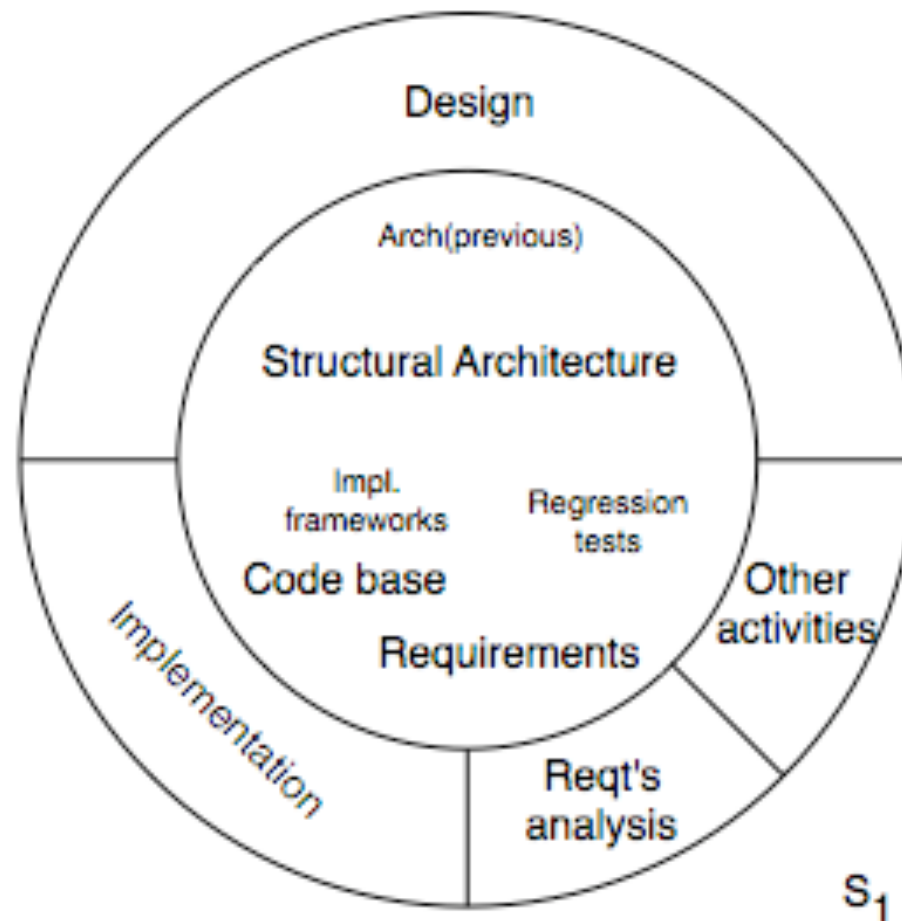 Design
Arch(previous)
Structural Architecture
Impl.
frameworks
Regression
tests
Code base
Other
activities
Requirements
Implementation
Reqt's
analysis
S1